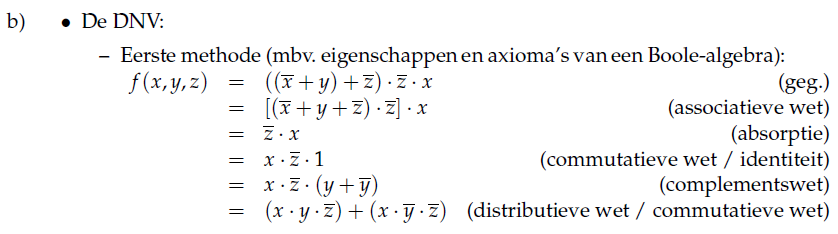 b) • De DNV:
– Eerste methode (mbv. eigenschappen en axioma's van een Boole-algebra):
f(x,y,z) = ((x̅ + y) + z̅) · z̅ · x (geg.)
= [(x̅ + y + z̅) · z̅] · x (associatieve wet)
= z̅ · x (absorptie)
= x · z̅ · 1 (commutatieve wet / identiteit)
= x · z̅ · (y + y̅) (complementswet)
= (x · y · z̅) + (x · y̅ · z̅) (distributieve wet / commutatieve wet)